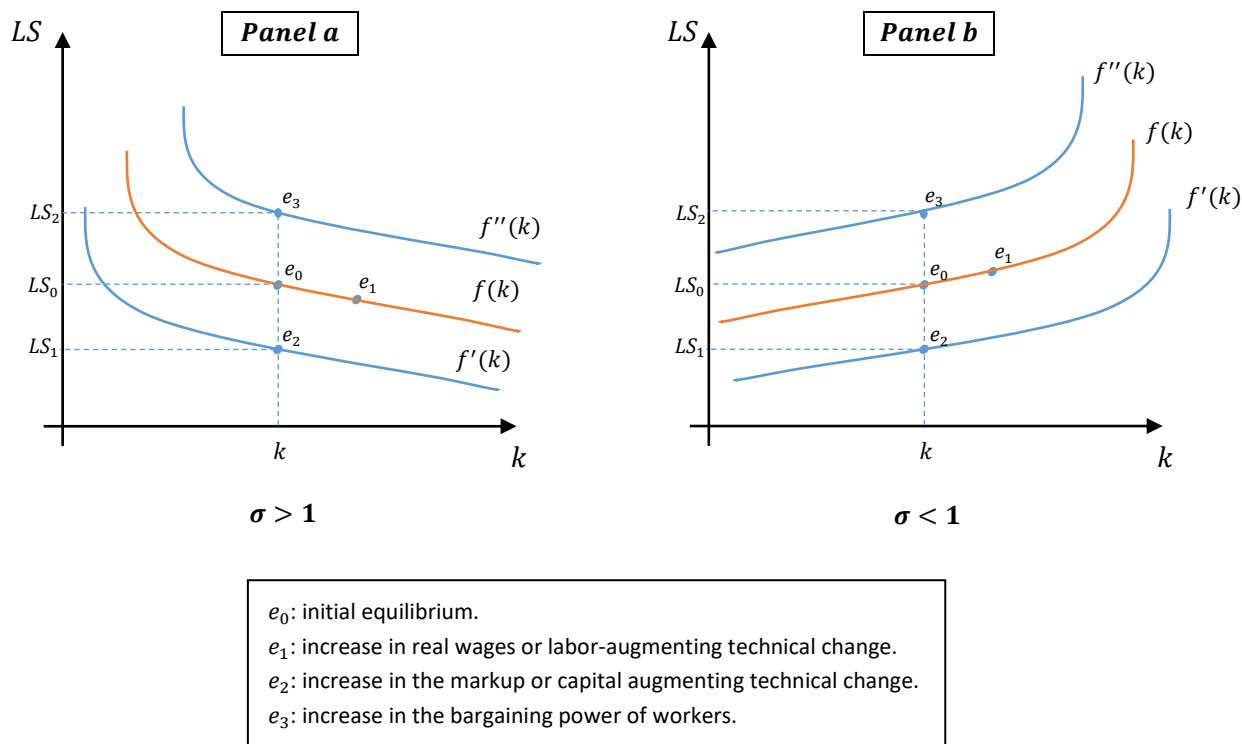 Panel a
LS
f''(k)
f(k)
f'(k)
LS₂
LS₀
LS₁
e₃
e₀
e₁
e₂
k
k
σ > 1
Panel b
LS
f''(k)
f(k)
f'(k)
LS₂
LS₀
LS₁
e₃
e₀
e₁
e₂
k
k
σ < 1
e₀: initial equilibrium.
e₁: increase in real wages or labor-augmenting technical change.
e₂: increase in the markup or capital augmenting technical change.
e₃: increase in the bargaining power of workers.